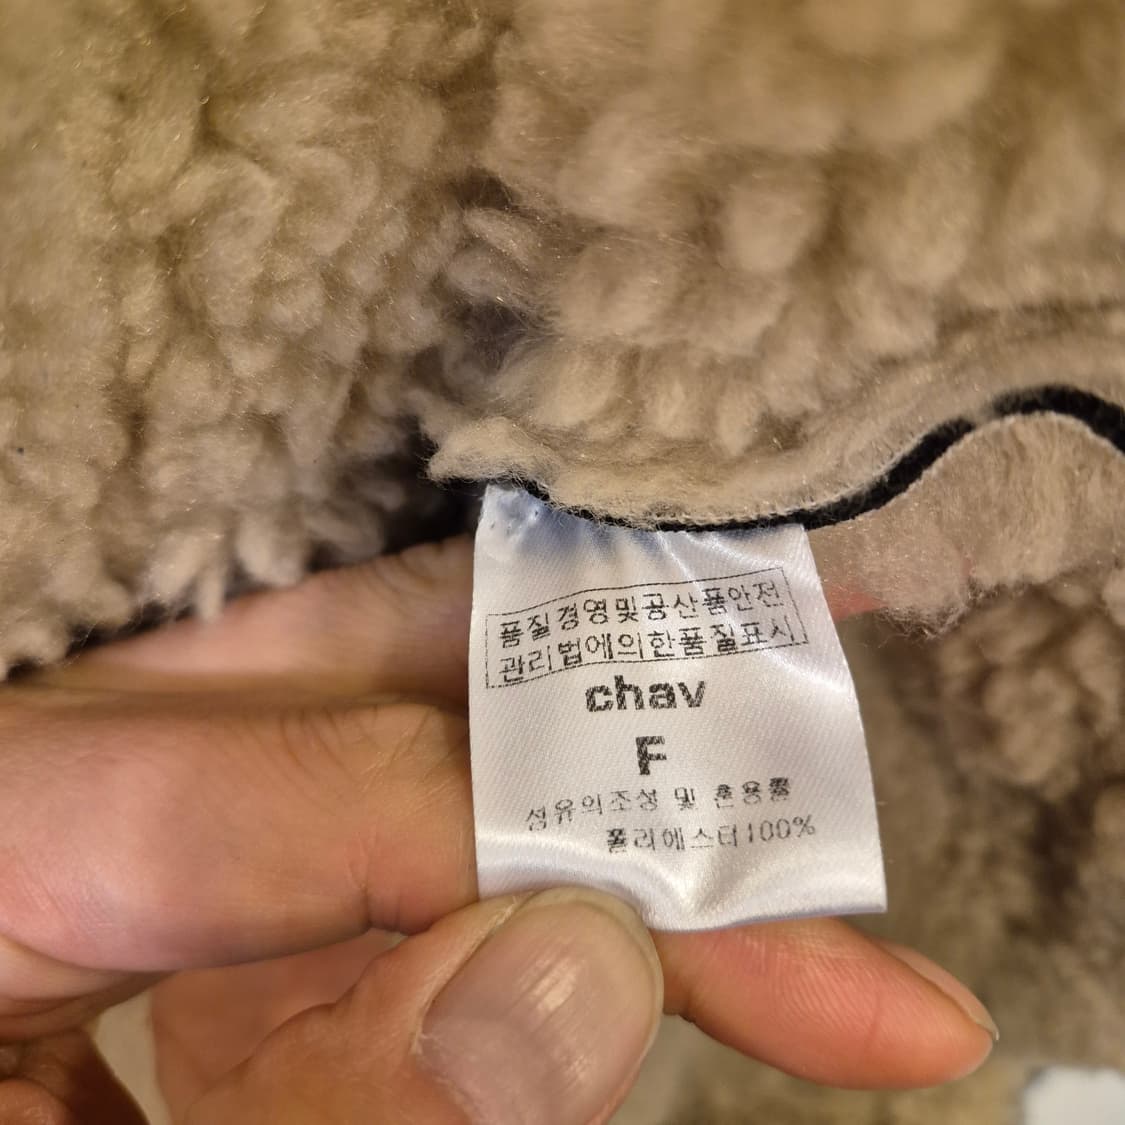 품질경영및공산품안전
관리법에의한품질표시
chav
F
섬유의조성 및 혼용률
폴리에스터100%